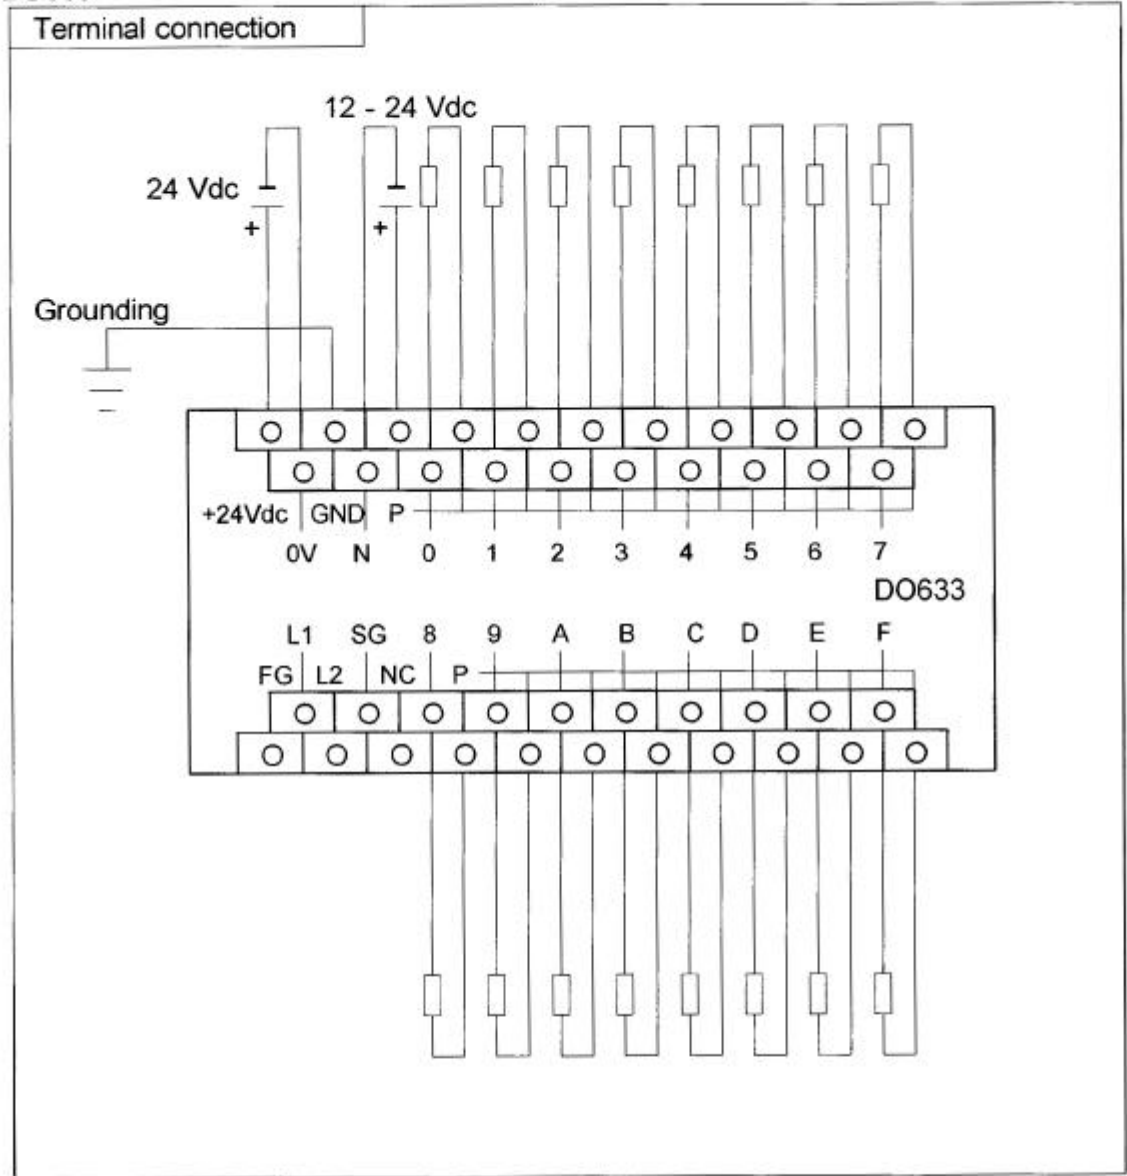 Terminal connection
12 - 24 Vdc
24 Vdc
+ +
Grounding
+24Vdc GND P
0V N 0 1 2 3 4 5 6 7
DO633
L1 SG 8 9 A B C D E F
FG L2 NC P